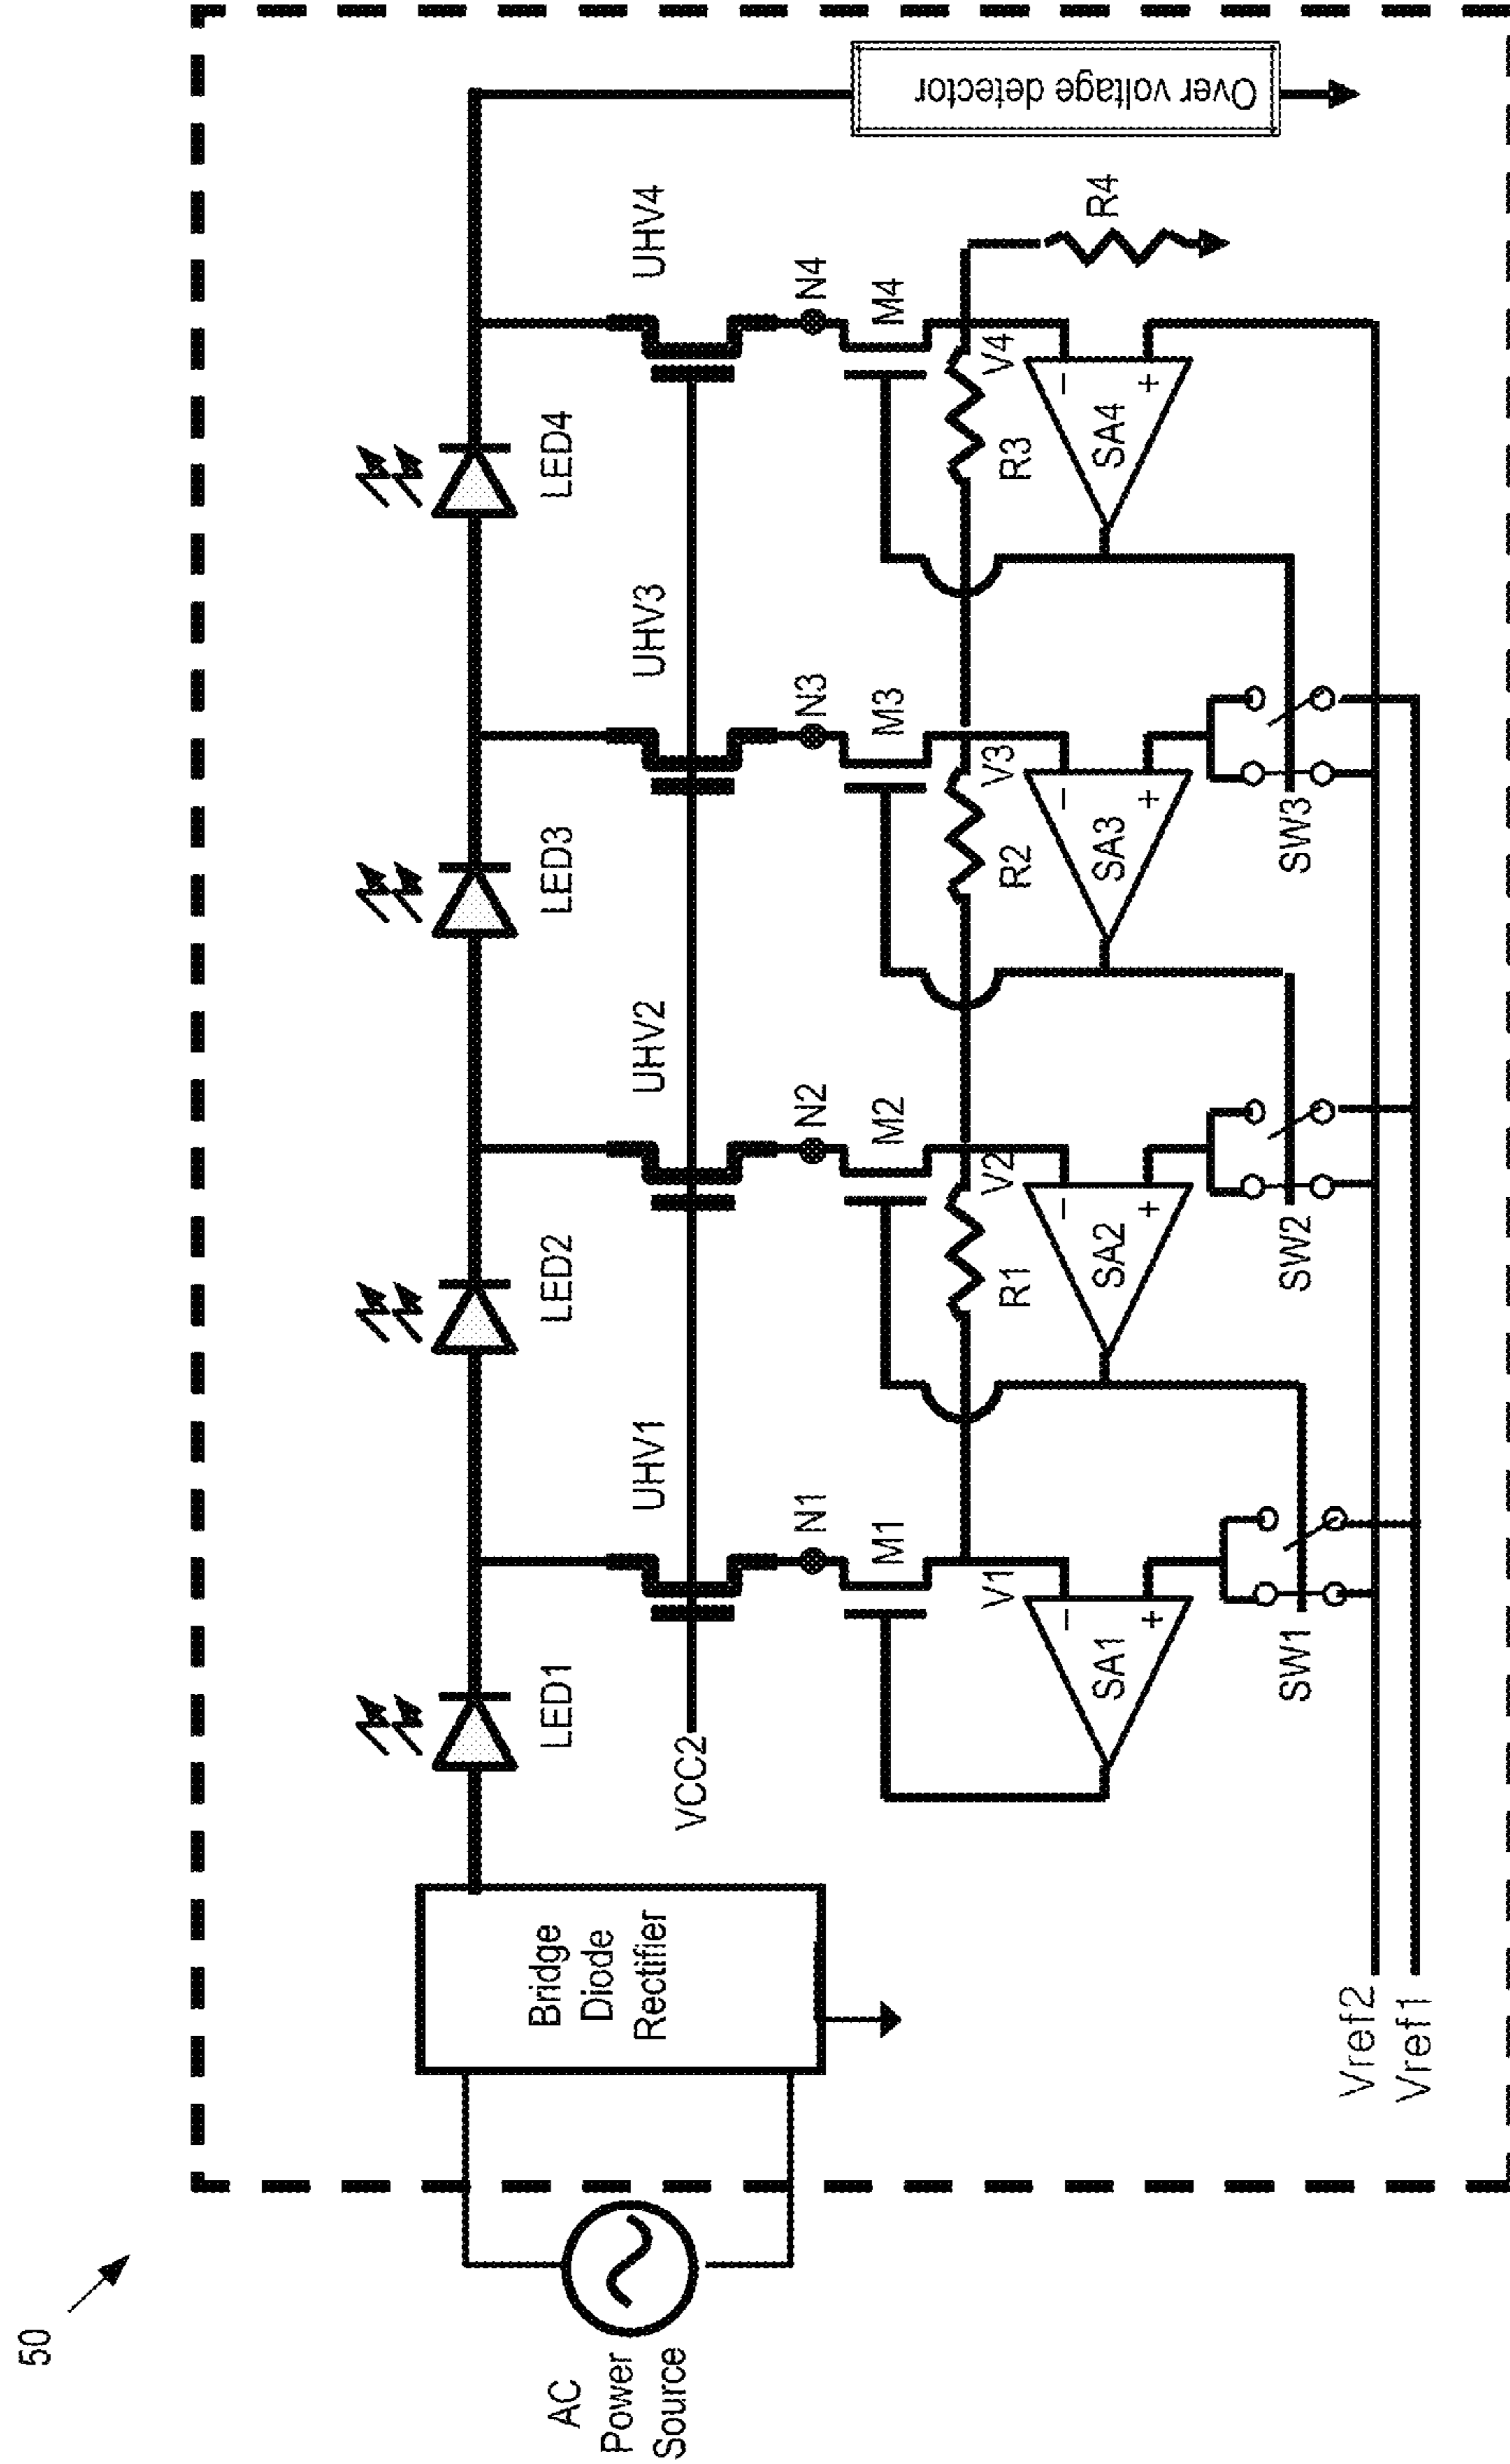 50
AC
Power
Source
Bridge
Diode
Rectifier
LED1
LED2
LED3
LED4
VCC2
UHV1
UHV2
UHV3
UHV4
Over voltage detector
N1
N2
N3
N4
M1
M2
M3
M4
V1
R1
V2
R2
V3
R3
V4
R4
SA1
−
+
SA2
−
+
SA3
−
+
SA4
−
+
SW1
SW2
SW3
Vref2
Vref1